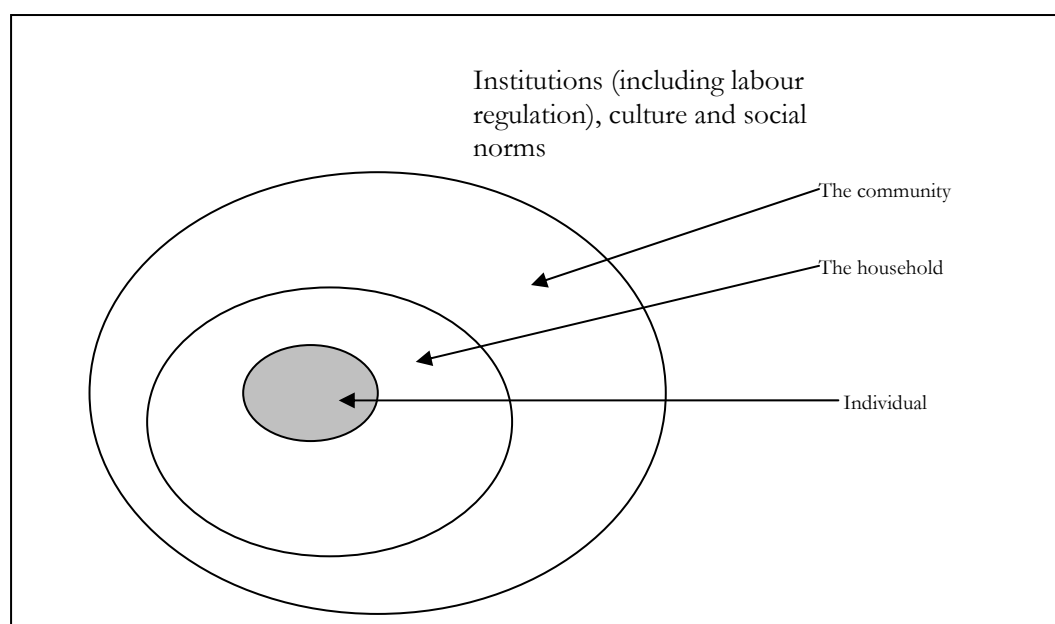 Institutions (including labour
regulation), culture and social
norms
The community
The household
Individual